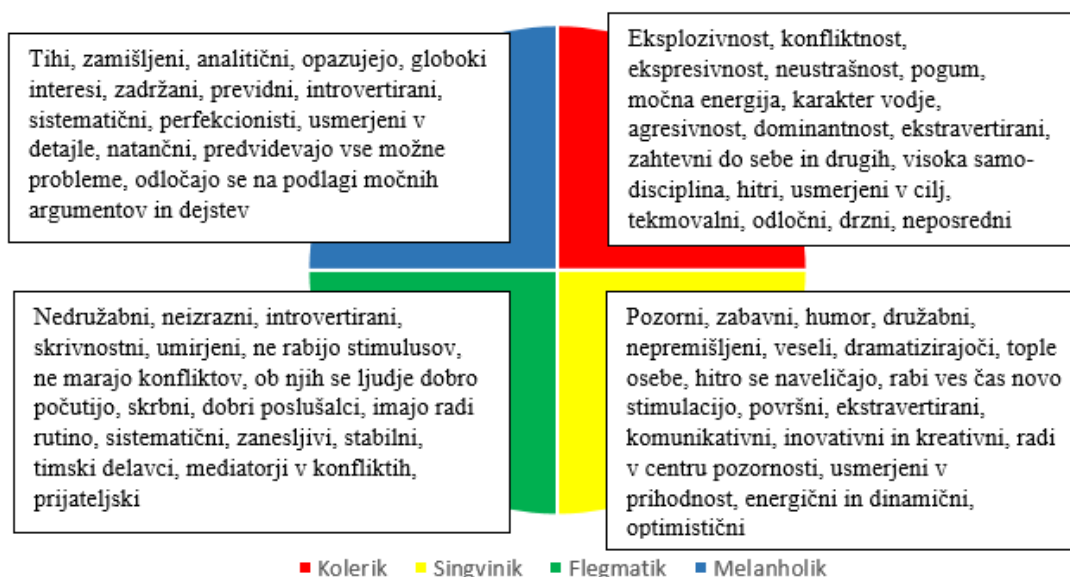 Tihi, zamišljeni, analitični, opazujejo, globoki
interesi, zadržani, previdni, introvertirani,
sistematični, perfekcionisti, usmerjeni v
detajle, natančni, predvidevajo vse možne
probleme, odločajo se na podlagi močnih
argumentov in dejstev
Eksplozivnost, konfliktnost,
ekspresivnost, neustrašnost, pogum,
močna energija, karakter vodje,
agresivnost, dominantnost, ekstravertirani,
zahtevni do sebe in drugih, visoka samo-
disciplina, hitri, usmerjeni v cilj,
tekmovalni, odločni, drzni, neposredni
Nedružabni, neizrazni, introvertirani,
skrivnostni, umirjeni, ne rabijo stimulusov,
ne marajo konfliktov, ob njih se ljudje dobro
počutijo, skrbni, dobri poslušalci, imajo radi
rutino, sistematični, zanesljivi, stabilni,
timski delavci, mediatorji v konfliktih,
prijateljski
Pozorni, zabavni, humor, družabni,
nepremišljeni, veseli, dramatizirajoči, tople
osebe, hitro se naveličajo, rabi ves čas novo
stimulacijo, površni, ekstravertirani,
komunikativni, inovativni in kreativni, radi
v centru pozornosti, usmerjeni v
prihodnost, energični in dinamični,
optimistični
Kolerik Singvinik Flegmatik Melanholik